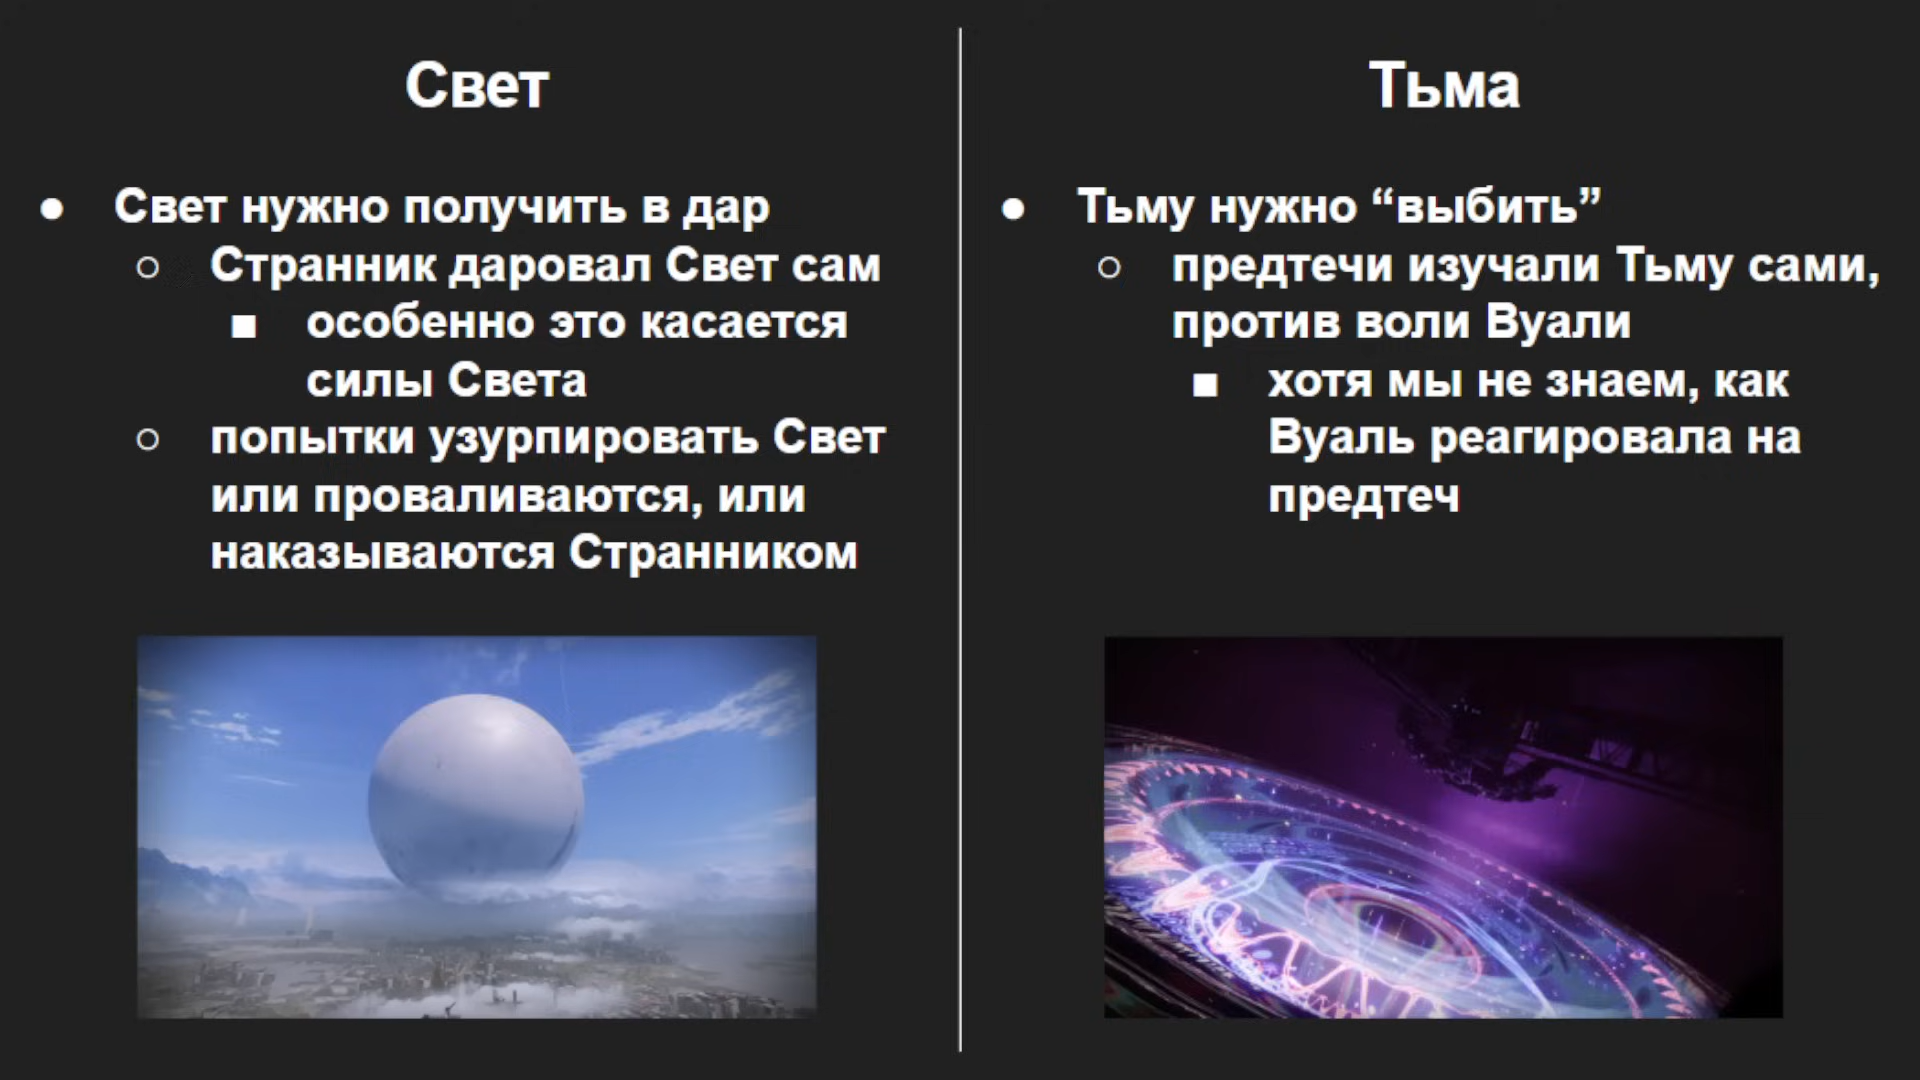 Свет
● Свет нужно получить в дар
○ Странник даровал Свет сам
■ особенно это касается
силы Света
○ попытки узурпировать Свет
или проваливаются, или
наказываются Странником
Тьма
● Тьму нужно “выбить”
○ предтечи изучали Тьму сами,
против воли Вуали
■ хотя мы не знаем, как
Вуаль реагировала на
предтеч